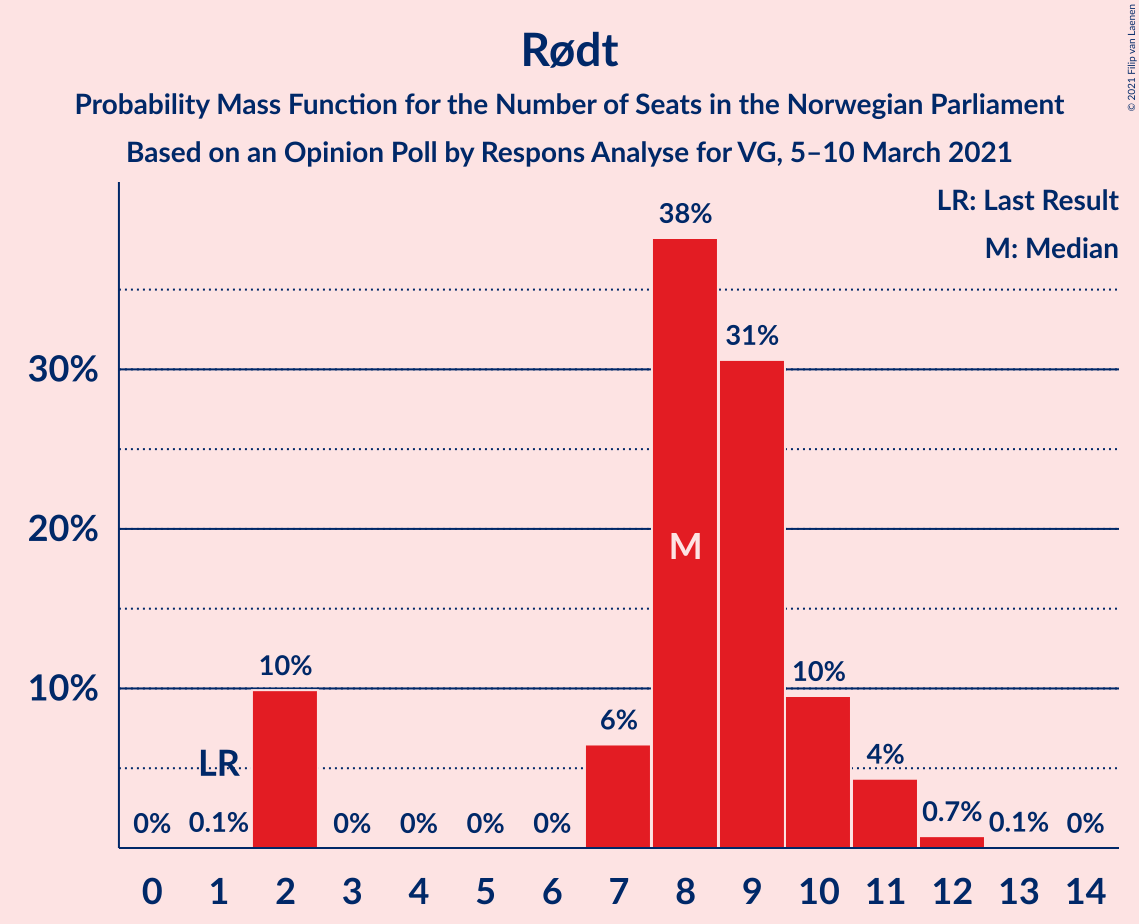 Rødt
Probability Mass Function for the Number of Seats in the Norwegian Parliament
Based on an Opinion Poll by Respons Analyse for VG, 5–10 March 2021
© 2021 Filip van Laenen
LR: Last Result
M: Median
38%
31%
30%
20%
M
10%
10%
10%
6%
LR
4%
0% 0.1% 0% 0% 0% 0% 0.7% 0.1% 0%
0 1 2 3 4 5 6 7 8 9 10 11 12 13 14